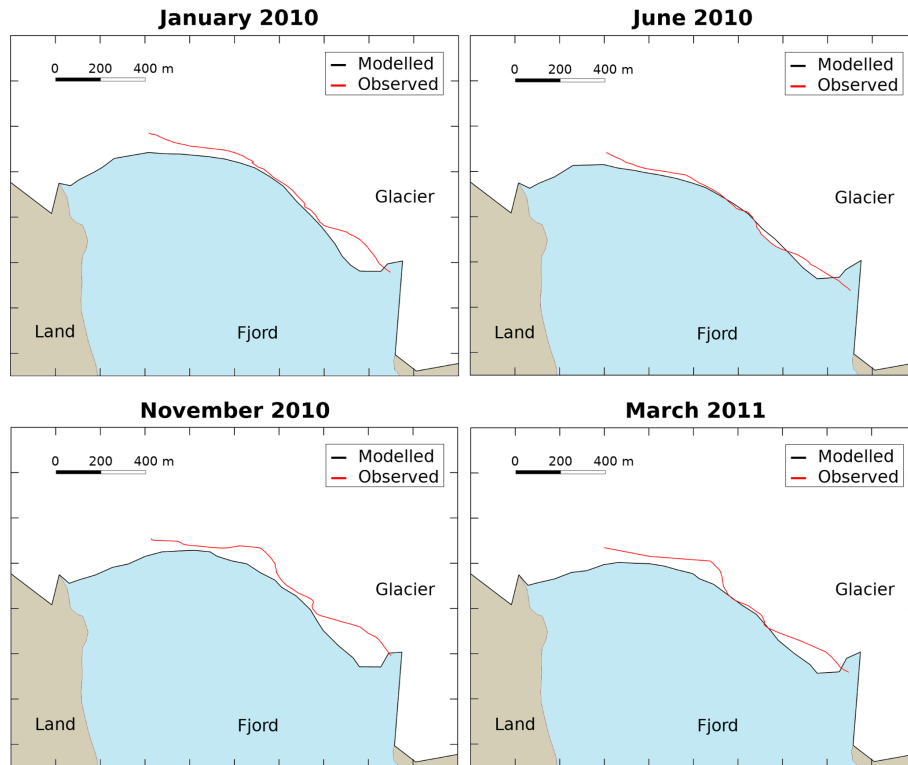 January 2010
0 200 400 m
Modelled
Observed
Glacier
Land
Fjord
June 2010
0 200 400 m
Modelled
Observed
Glacier
Land
Fjord
November 2010
0 200 400 m
Modelled
Observed
Glacier
Land
Fjord
March 2011
0 200 400 m
Modelled
Observed
Glacier
Land
Fjord